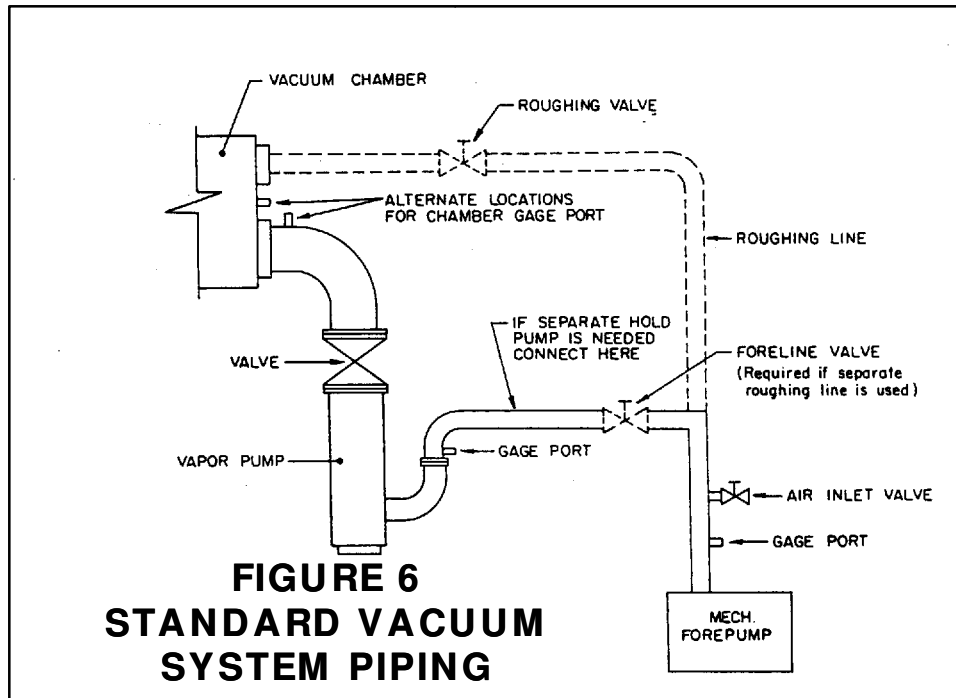 VACUUM CHAMBER
ROUGHING VALVE
ALTERNATE LOCATIONS
FOR CHAMBER GAGE PORT
ROUGHING LINE
IF SEPARATE HOLD
PUMP IS NEEDED
CONNECT HERE
FORELINE VALVE
(Required if separate
roughing line is used)
VALVE
VAPOR PUMP
GAGE PORT
AIR INLET VALVE
GAGE PORT
MECH.
FOREPUMP
FIGURE 6
STANDARD VACUUM
SYSTEM PIPING